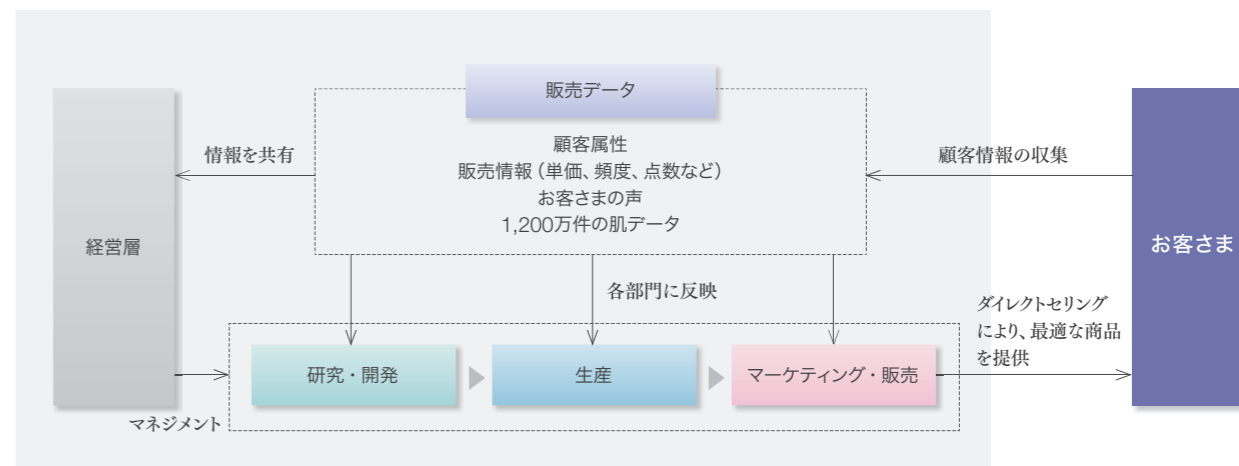 販売データ
顧客属性
販売情報（単価、頻度、点数など）
お客さまの声
1,200万件の肌データ
情報を共有
顧客情報の収集
経営層
お客さま
各部門に反映
ダイレクトセリング
により、最適な商品
を提供
研究・開発
生産
マーケティング・販売
マネジメント